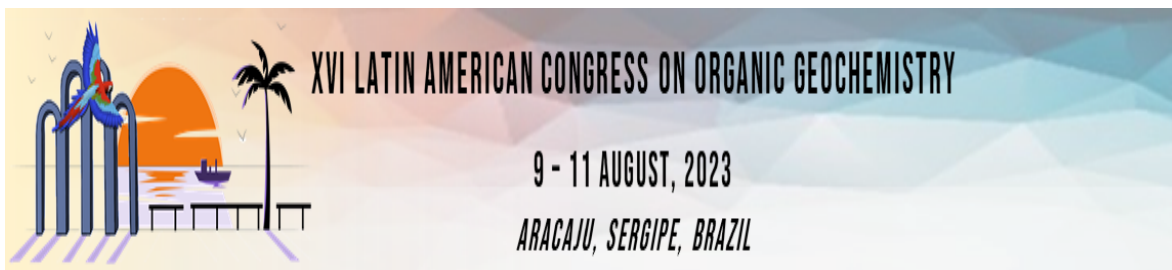 XVI LATIN AMERICAN CONGRESS ON ORGANIC GEOCHEMISTRY
9 - 11 AUGUST, 2023
ARACAJU, SERGIPE, BRAZIL